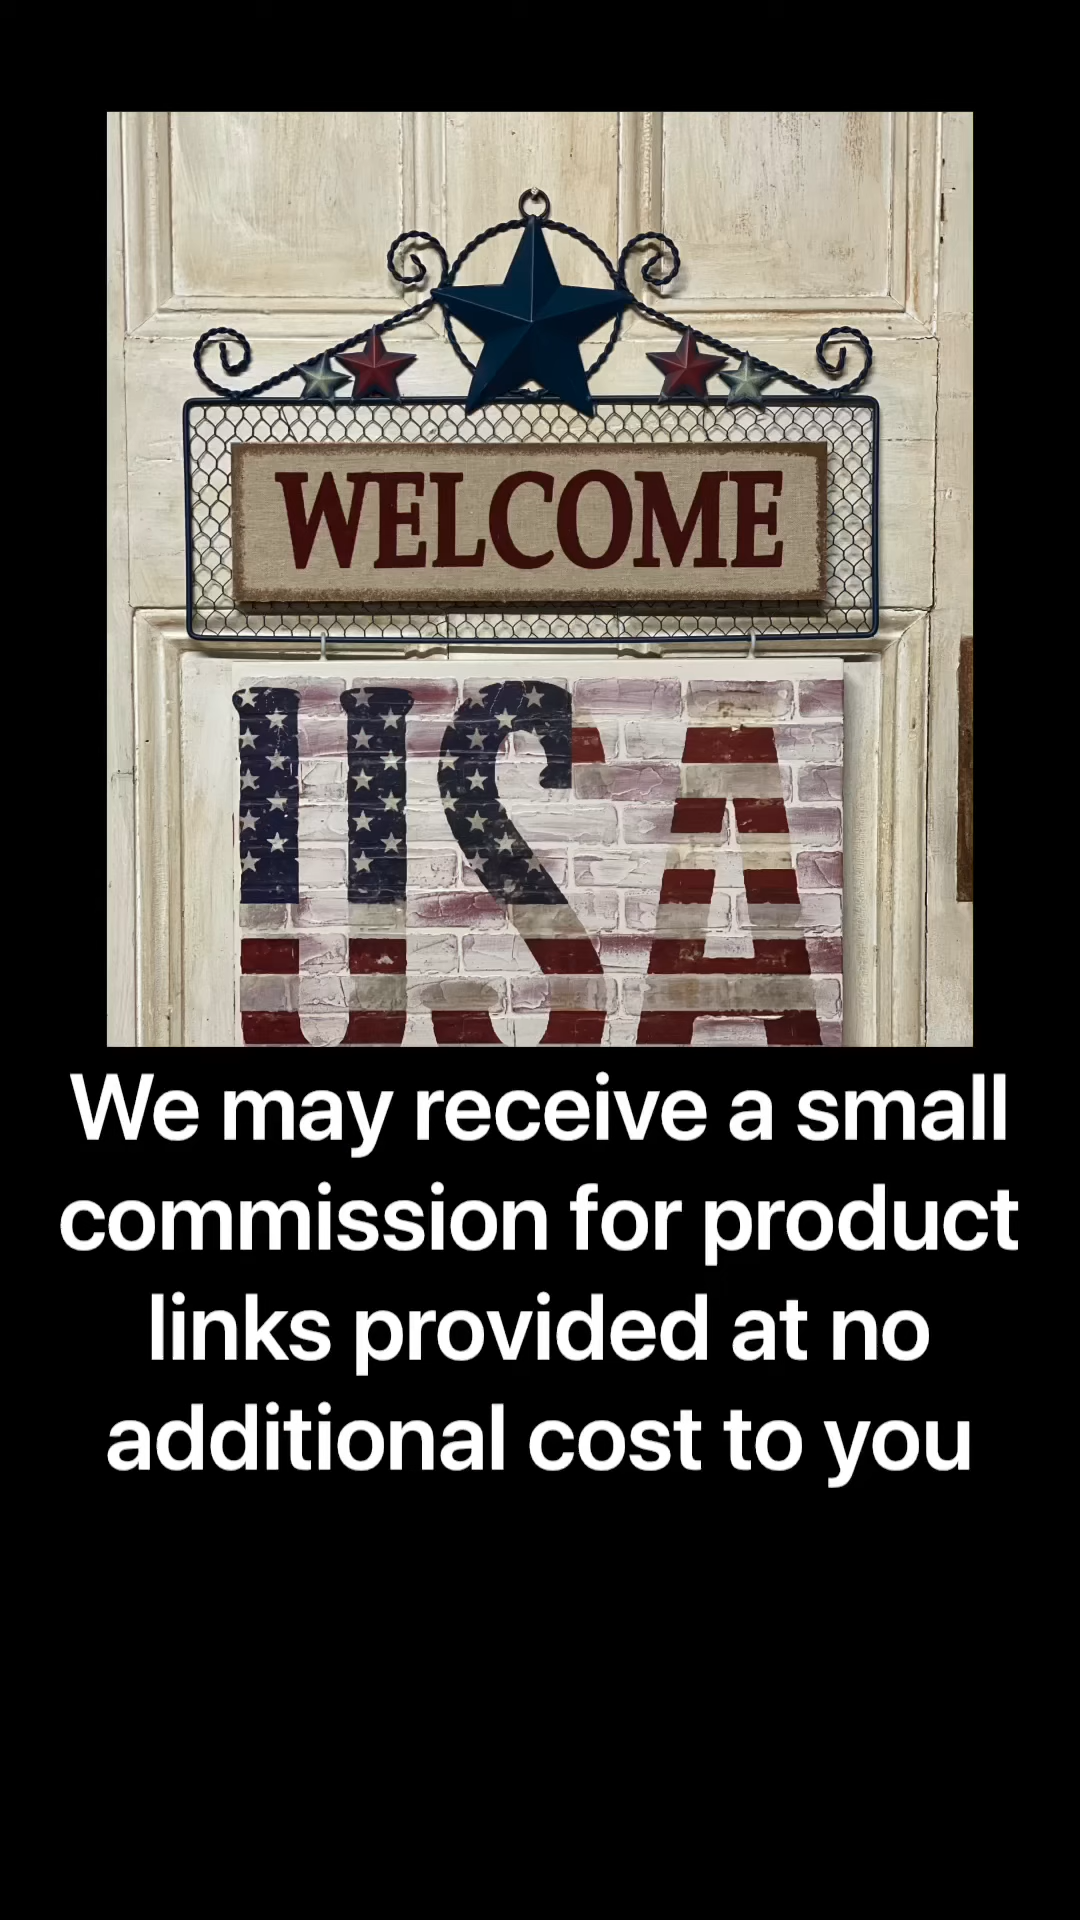 WELCOME
USA
We may receive a small
commission for product
links provided at no
additional cost to you